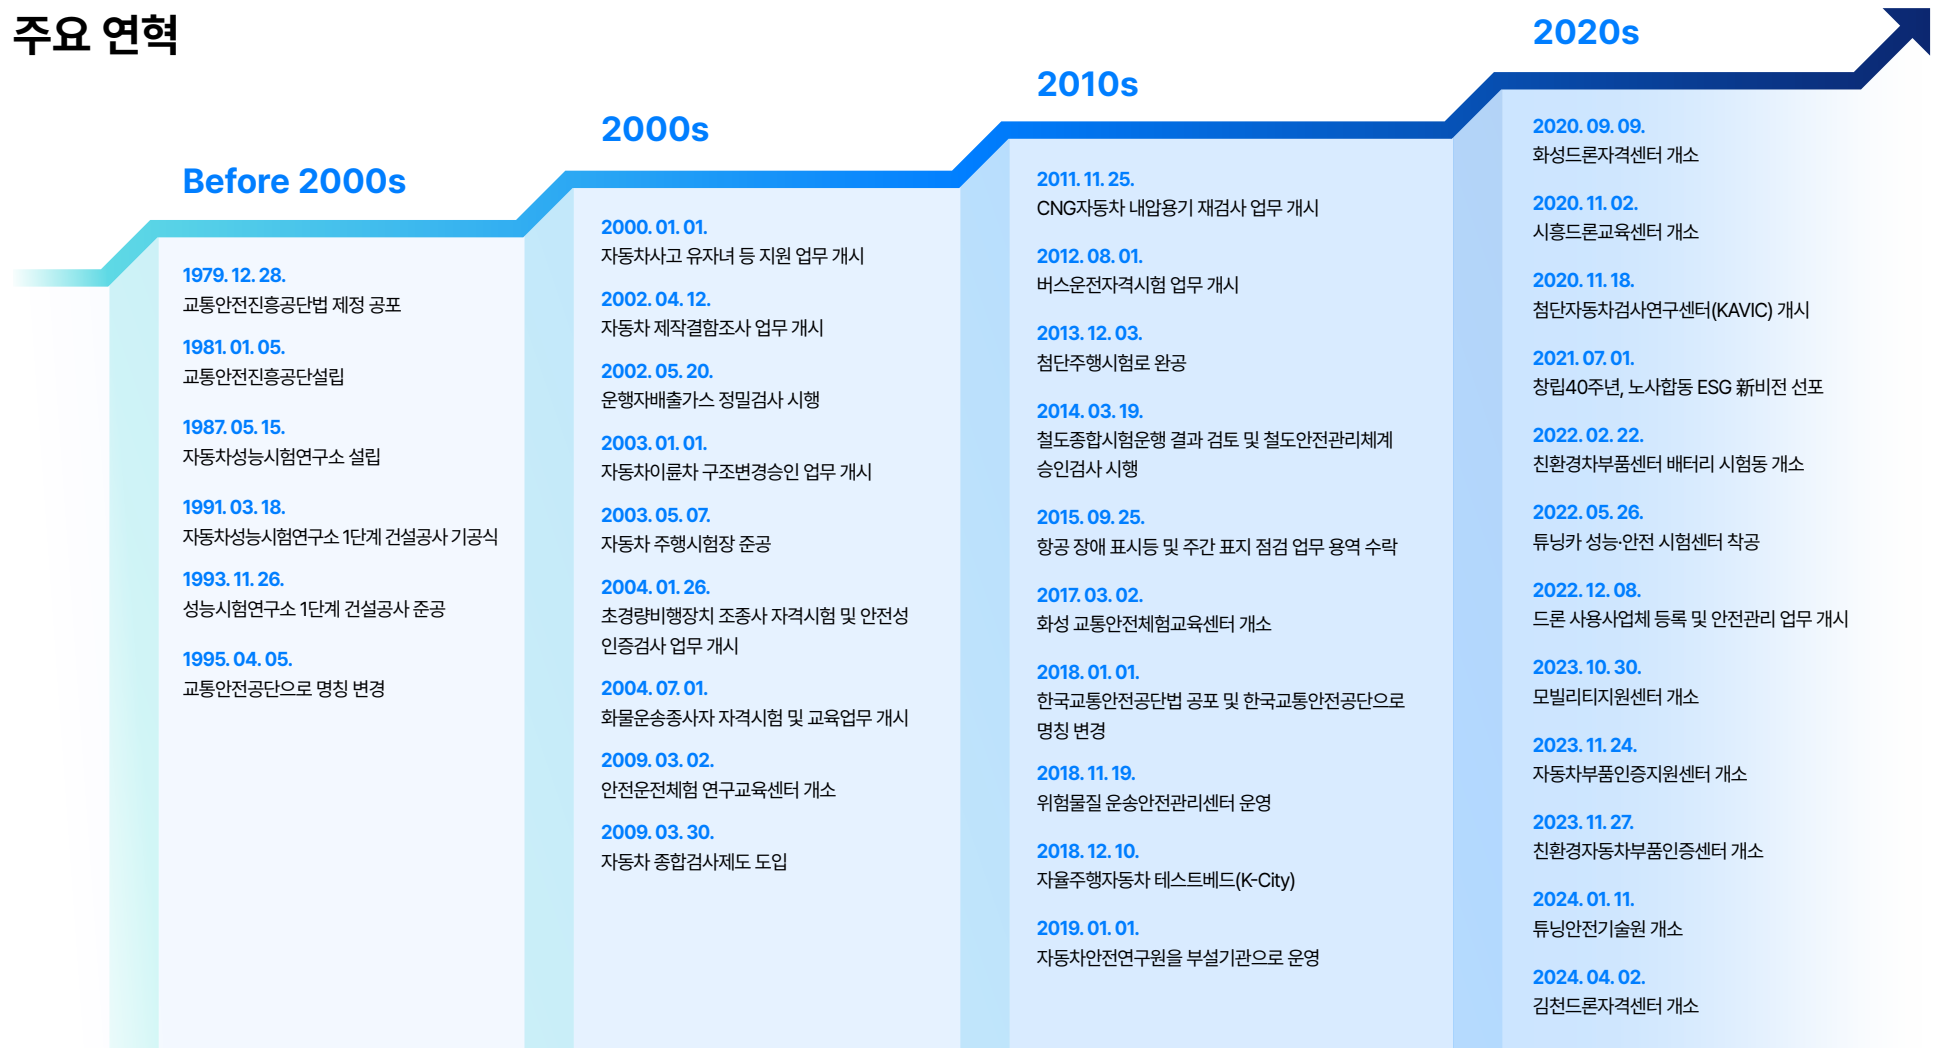 주요 연혁
Before 2000s
1979. 12. 28.
교통안전진흥공단법 제정 공포
1981. 01. 05.
교통안전진흥공단설립
1987. 05. 15.
자동차성능시험연구소 설립
1991. 03. 18.
자동차성능시험연구소 1단계 건설공사 기공식
1993. 11. 26.
성능시험연구소 1단계 건설공사 준공
1995. 04. 05.
교통안전공단으로 명칭 변경
2000s
2000. 01. 01.
자동차사고 유자녀 등 지원 업무 개시
2002. 04. 12.
자동차 제작결함조사 업무 개시
2002. 05. 20.
운행자배출가스 정밀검사 시행
2003. 01. 01.
자동차이륜차 구조변경승인 업무 개시
2003. 05. 07.
자동차 주행시험장 준공
2004. 01. 26.
초경량비행장치 조종사 자격시험 및 안전성
인증검사 업무 개시
2004. 07. 01.
화물운송종사자 자격시험 및 교육업무 개시
2009. 03. 02.
안전운전체험 연구교육센터 개소
2009. 03. 30.
자동차 종합검사제도 도입
2010s
2011. 11. 25.
CNG자동차 내압용기 재검사 업무 개시
2012. 08. 01.
버스운전자격시험 업무 개시
2013. 12. 03.
첨단주행시험로 완공
2014. 03. 19.
철도종합시험운행 결과 검토 및 철도안전관리체계
승인검사 시행
2015. 09. 25.
항공 장애 표시등 및 주간 표지 점검 업무 용역 수락
2017. 03. 02.
화성 교통안전체험교육센터 개소
2018. 01. 01.
한국교통안전공단법 공포 및 한국교통안전공단으로
명칭 변경
2018. 11. 19.
위험물질 운송안전관리센터 운영
2018. 12. 10.
자율주행자동차 테스트베드(K-City)
2019. 01. 01.
자동차안전연구원을 부설기관으로 운영
2020s
2020. 09. 09.
화성드론자격센터 개소
2020. 11. 02.
시흥드론교육센터 개소
2020. 11. 18.
첨단자동차검사연구센터(KAVIC) 개시
2021. 07. 01.
창립40주년, 노사합동 ESG 新비전 선포
2022. 02. 22.
친환경차부품센터 배터리 시험동 개소
2022. 05. 26.
튜닝카 성능·안전 시험센터 착공
2022. 12. 08.
드론 사용사업체 등록 및 안전관리 업무 개시
2023. 10. 30.
모빌리티지원센터 개소
2023. 11. 24.
자동차부품인증지원센터 개소
2023. 11. 27.
친환경자동차부품인증센터 개소
2024. 01. 11.
튜닝안전기술원 개소
2024. 04. 02.
김천드론자격센터 개소